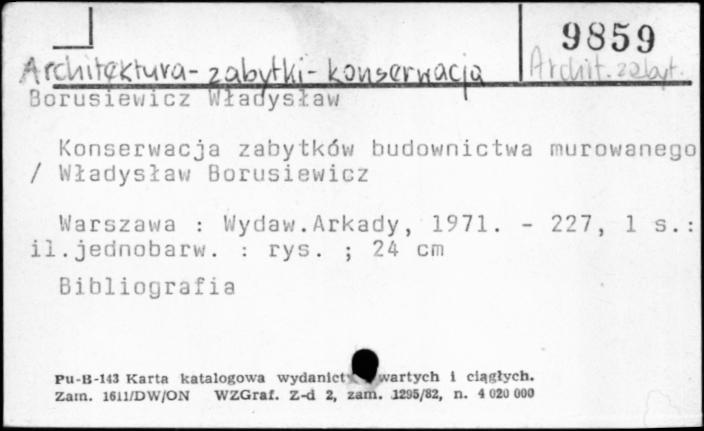 9859
Architektura - zabytki - konserwacja
Archit. zabyt.
Borusiewicz Władysław
Konserwacja zabytków budownictwa murowanego
/ Władysław Borusiewicz
Warszawa : Wydaw.Arkady, 1971. - 227, 1 s.:
il.jednobarw. : rys. ; 24 cm
Bibliografia
Pu-B-143 Karta katalogowa wydawnictw zwartych i ciągłych.
Zam. 1611/DW/ON WZGraf. Z-d 2, zam. 1295/82, n. 4 020 000